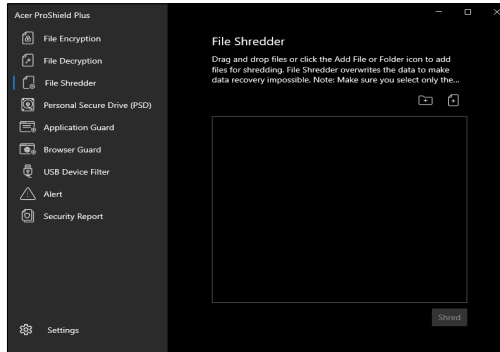 Acer ProShield Plus
File Encryption
File Decryption
File Shredder
Personal Secure Drive (PSD)
Application Guard
Browser Guard
USB Device Filter
Alert
Security Report
Settings
File Shredder
Drag and drop files or click the Add File or Folder icon to add
files for shredding. File Shredder overwrites the data to make
data recovery impossible. Note: Make sure you select only the...
Shred